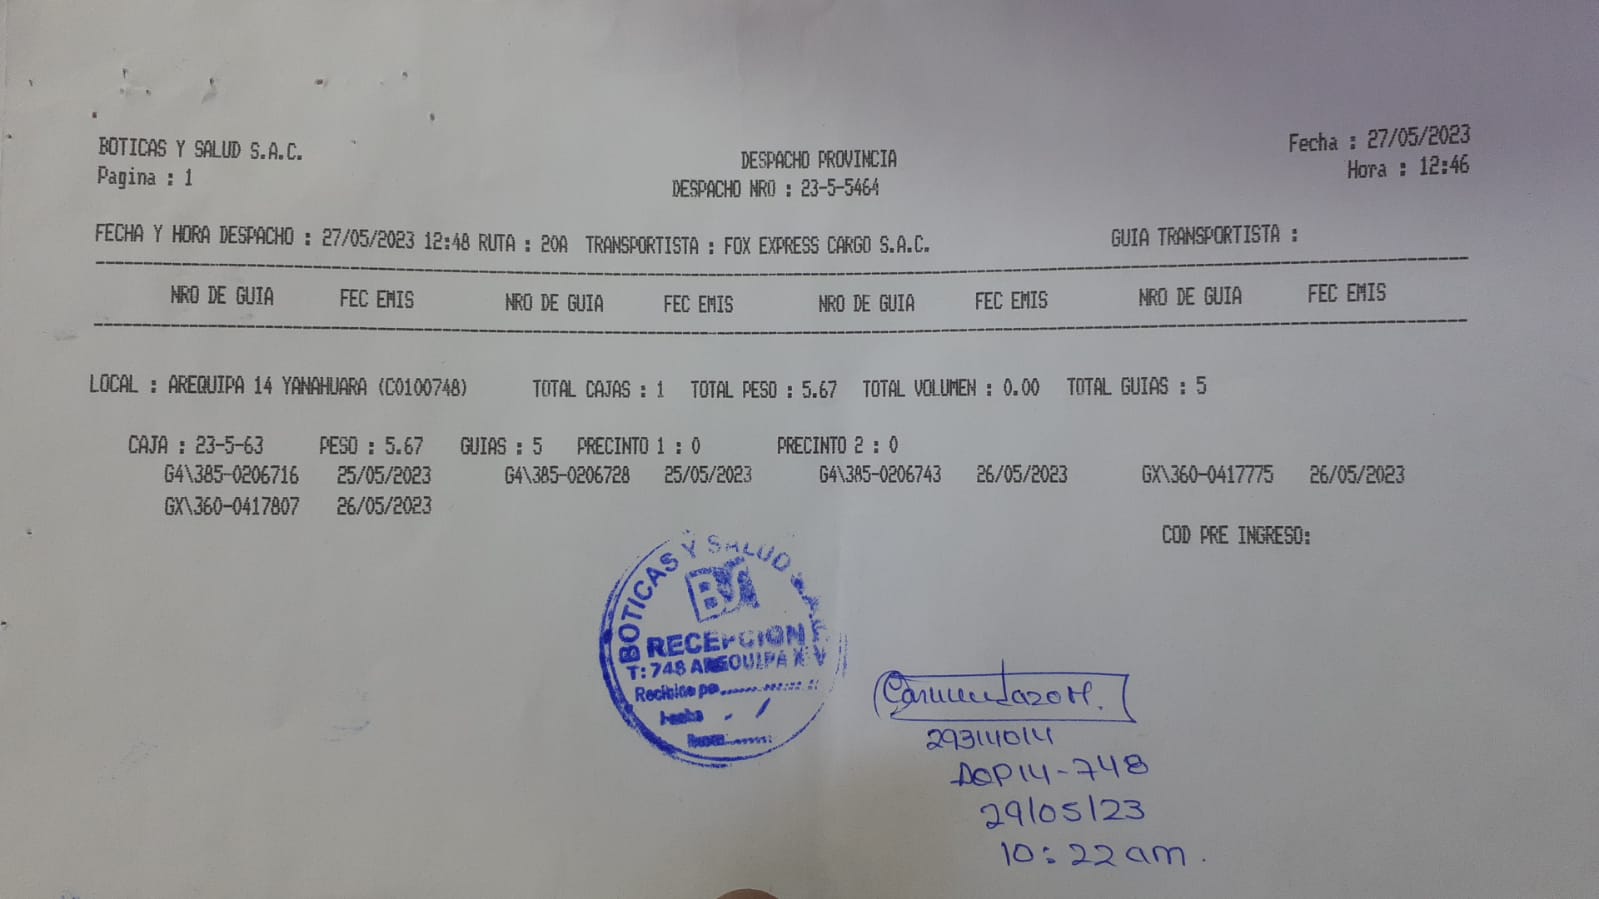 BOTICAS Y SALUD S.A.C.
Pagina : 1
DESPACHO PROVINCIA
DESPACHO NRO : 23-5-5464
Fecha : 27/05/2023
Hora : 12:46
FECHA Y HORA DESPACHO : 27/05/2023 12:48 RUTA : 20A TRANSPORTISTA : FOX EXPRESS CARGO S.A.C. GUIA TRANSPORTISTA :
NRO DE GUIA FEC EMIS NRO DE GUIA FEC EMIS NRO DE GUIA FEC EMIS NRO DE GUIA FEC EMIS
LOCAL : AREQUIPA 14 YANAHUARA (C0100748) TOTAL CAJAS : 1 TOTAL PESO : 5.67 TOTAL VOLUMEN : 0.00 TOTAL GUIAS : 5
CAJA : 23-5-63 PESO : 5.67 GUIAS : 5 PRECINTO 1 : 0 PRECINTO 2 : 0
G4\385-0206716 25/05/2023 G4\385-0206728 25/05/2023 G4\385-0206743 26/05/2023 GX\360-0417775 26/05/2023
GX\360-0417807 26/05/2023
COD PRE INGRESO:
BOTICAS Y SALUD
BS
RECEPCION
T: 748 AREQUIPA XIV
Recibido por
Fecha
29314014
AQP14-748
29/05/23
10:22 am.